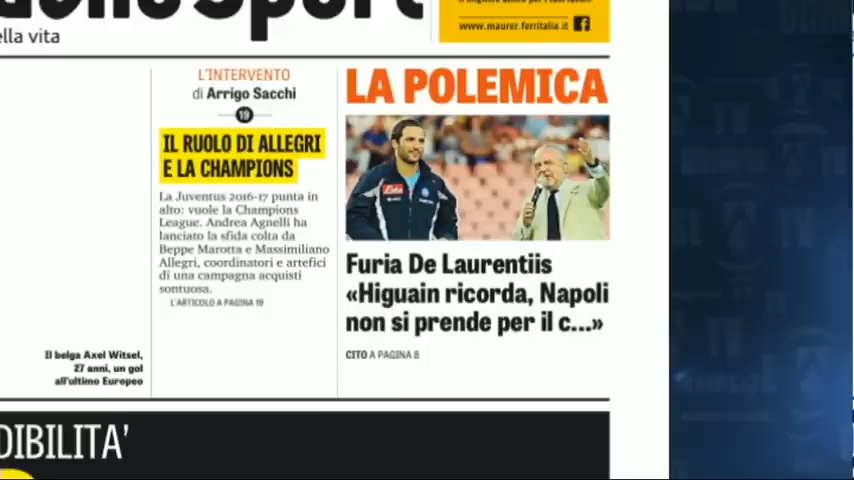 Sport
ella vita
www.maurer.ferritalia.it
L'INTERVENTO
di Arrigo Sacchi
19
IL RUOLO DI ALLEGRI
E LA CHAMPIONS
La Juventus 2016-17 punta in
alto: vuole la Champions
League. Andrea Agnelli ha
lanciato la sfida colta da
Beppe Marotta e Massimiliano
Allegri, coordinatori e artefici
di una campagna acquisti
sontuosa.
L'ARTICOLO A PAGINA 19
LA POLEMICA
Lete
Furia De Laurentiis
«Higuain ricorda, Napoli
non si prende per il c...»
CITO A PAGINA 8
Il belga Axel Witsel,
27 anni, un gol
all'ultimo Europeo
DIBILITA'